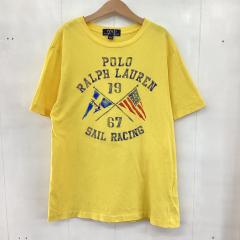 POLO
RALPH LAUREN
19
67
SAIL RACING